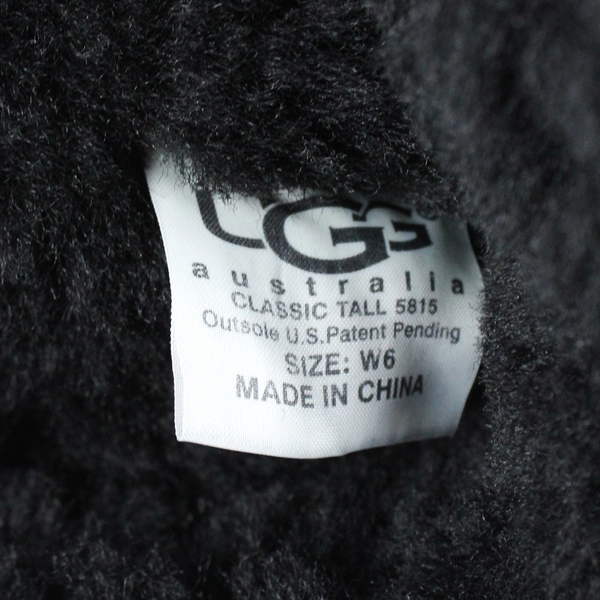 UGG
australia
CLASSIC TALL 5815
Outsole U.S.Patent Pending
SIZE: W6
MADE IN CHINA